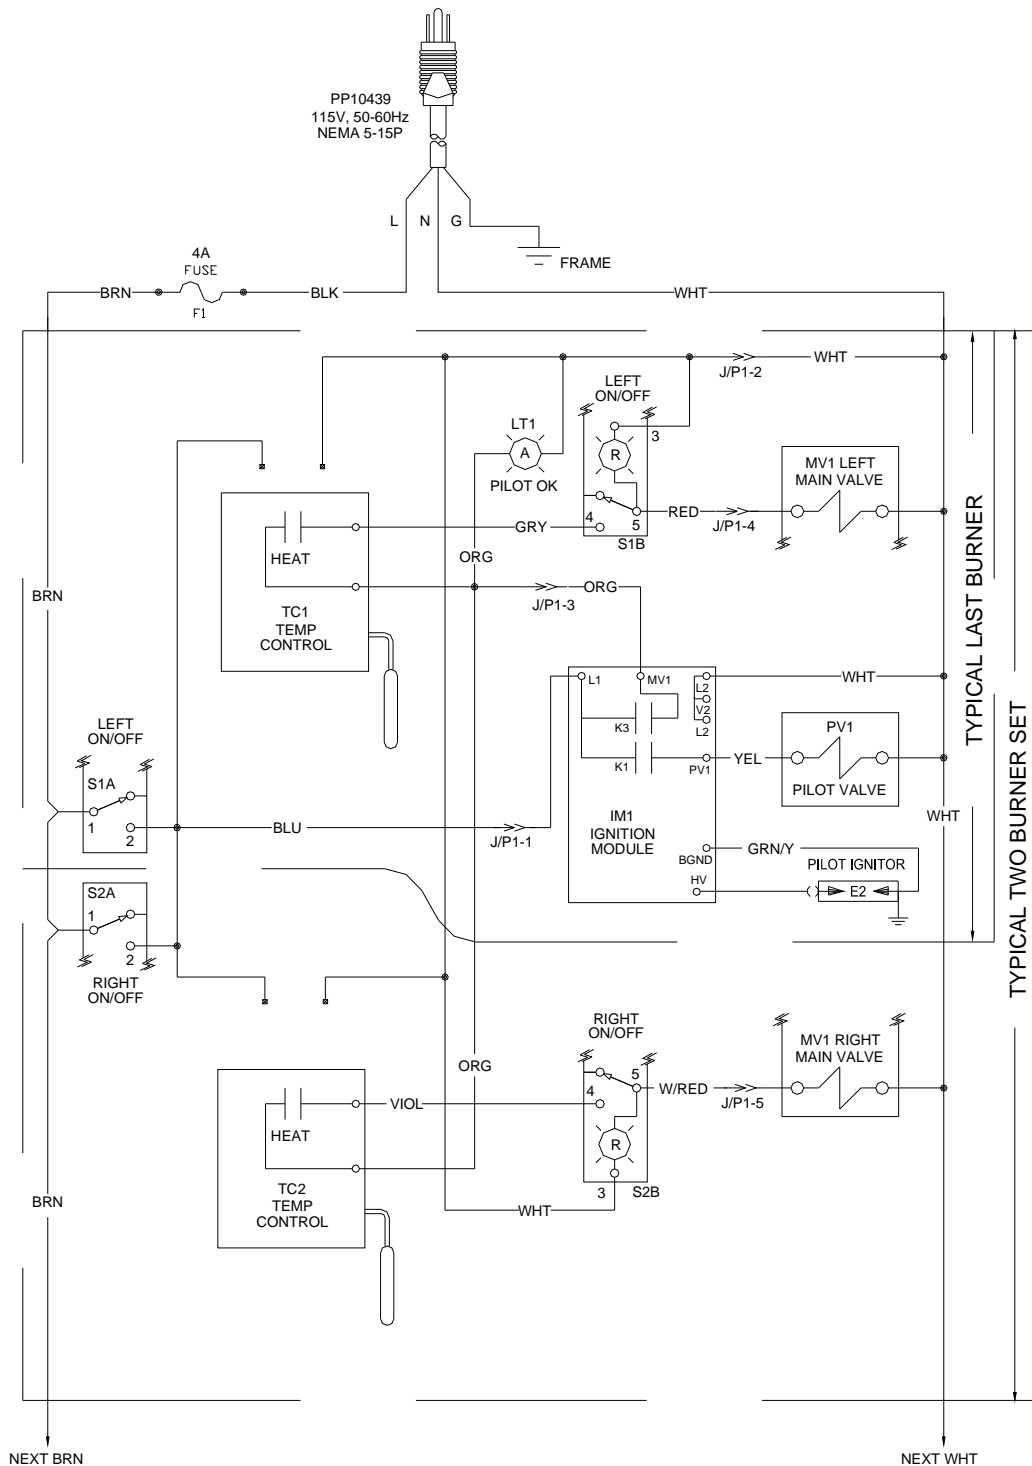 PP10439
115V, 50-60Hz
NEMA 5-15P
L
N
G
FRAME
4A
FUSE
F1
BRN
BLK
WHT
J/P1-2
WHT
LEFT
ON/OFF
3
R
LT1
A
PILOT OK
4
5
S1B
RED
J/P1-4
MV1 LEFT
MAIN VALVE
HEAT
GRY
ORG
TC1
TEMP
CONTROL
J/P1-3
ORG
BRN
TYPICAL LAST BURNER
TYPICAL TWO BURNER SET
L1
MV1
L2
V2
L2
K3
K1
PV1
WHT
YEL
PV1
PILOT VALVE
WHT
LEFT
ON/OFF
S1A
1
2
BLU
J/P1-1
IM1
IGNITION
MODULE
BGND
HV
GRN/Y
PILOT IGNITOR
E2
S2A
1
2
RIGHT
ON/OFF
RIGHT
ON/OFF
5
4
R
3
S2B
W/RED
J/P1-5
MV1 RIGHT
MAIN VALVE
ORG
VIOL
HEAT
TC2
TEMP
CONTROL
WHT
BRN
NEXT BRN
NEXT WHT